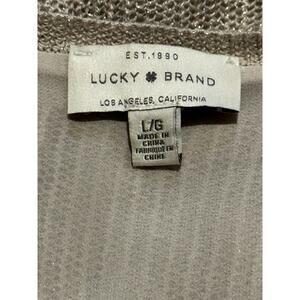 EST. 1990
LUCKY BRAND
LOS ANGELES, CALIFORNIA
L/G
MADE IN
CHINA
FABRIQUÉ EN
CHINE